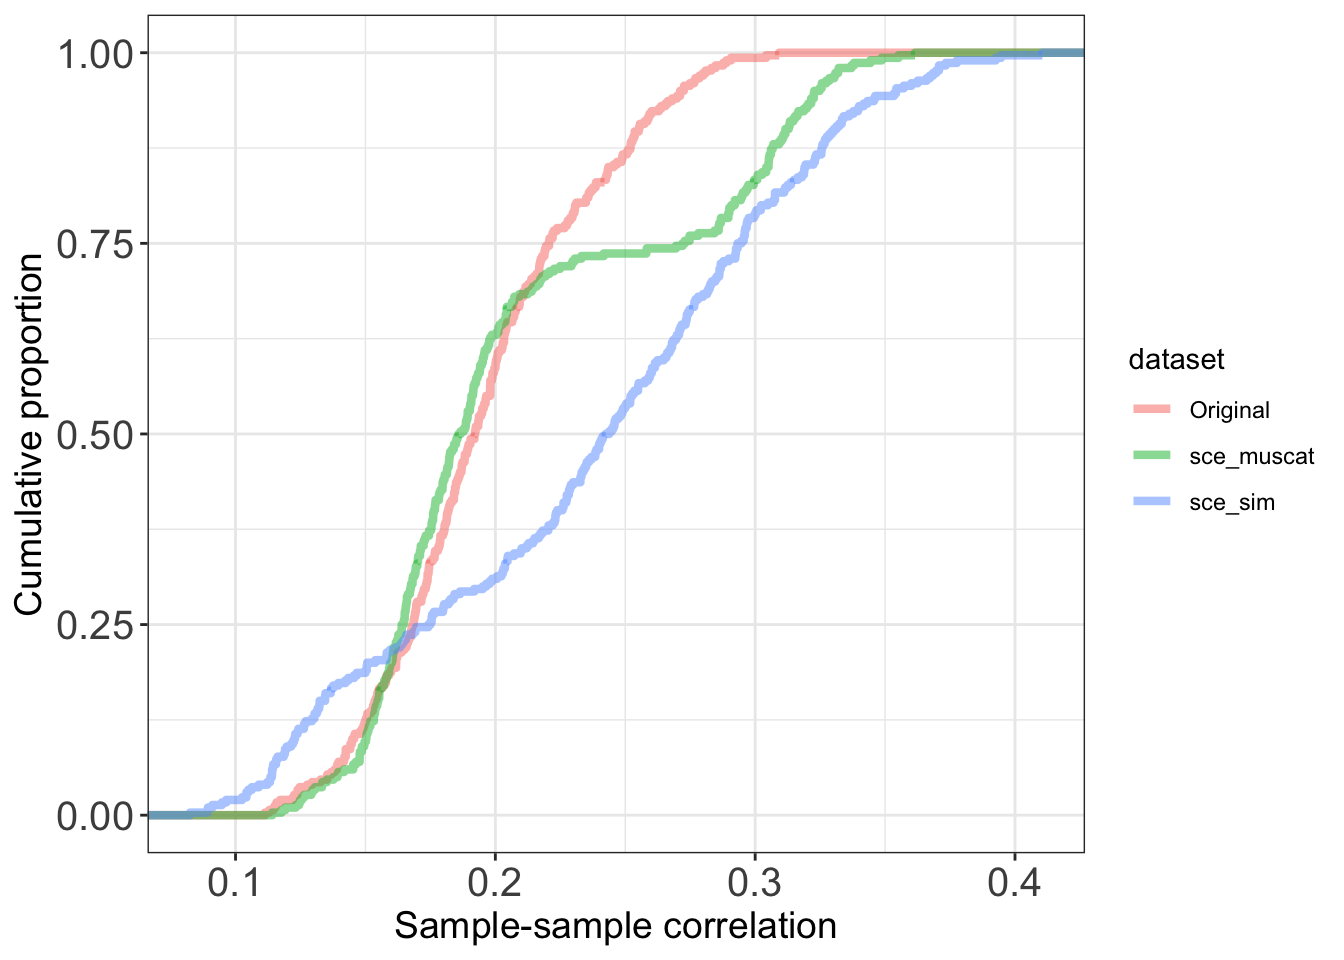 1.00
0.75
0.50
0.25
0.00
Cumulative proportion
0.1 0.2 0.3 0.4
Sample-sample correlation
dataset
Original
sce_muscat
sce_sim